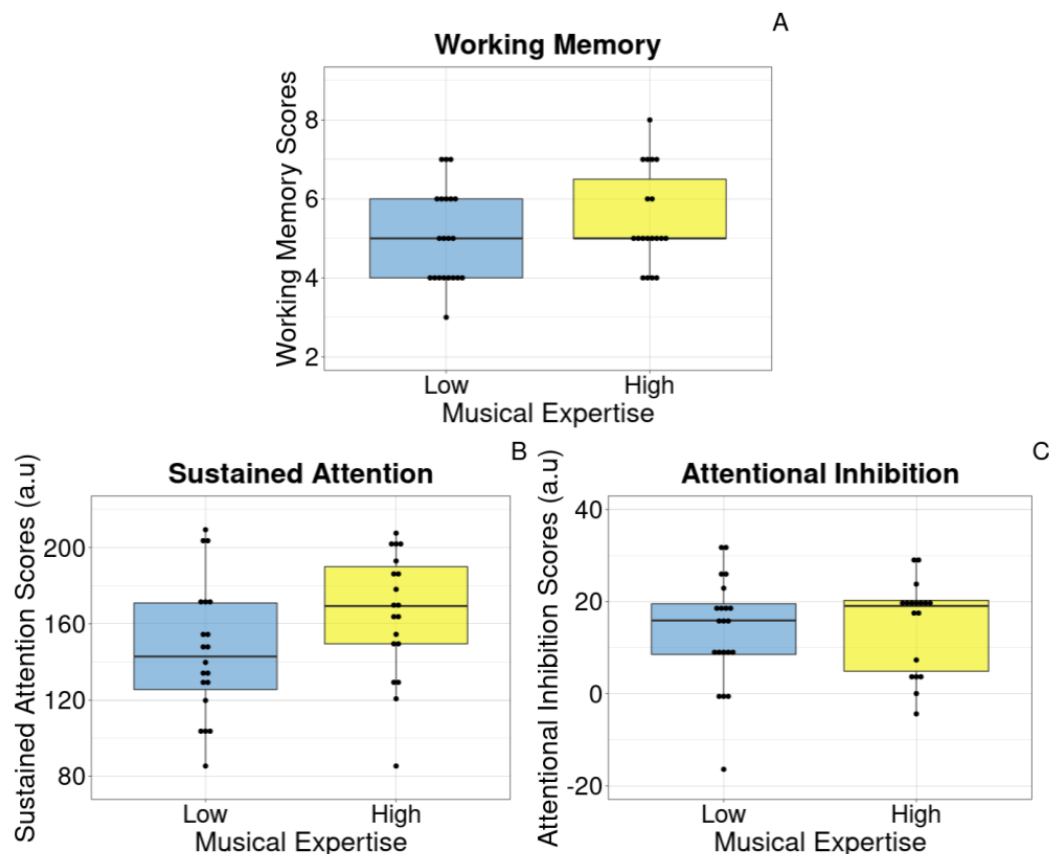 A
Working Memory
Working Memory Scores
8
6
4
2
Low High
Musical Expertise
B
Sustained Attention
Sustained Attention Scores (a.u)
200
160
120
80
Low High
Musical Expertise
C
Attentional Inhibition
Attentional Inhibition Scores (a.u)
40
20
0
-20
Low High
Musical Expertise